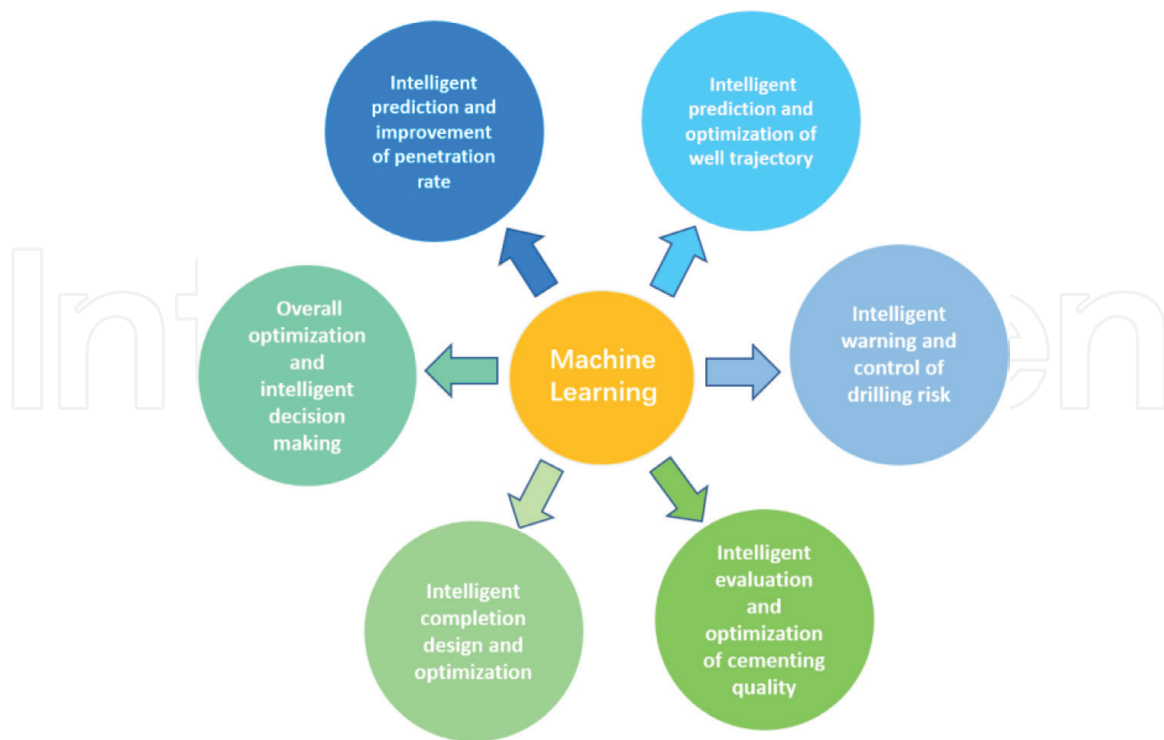 Intelligent
prediction and
improvement
of penetration
rate
Intelligent
prediction and
optimization of
well trajectory
Overall
optimization
and
intelligent
decision
making
Machine
Learning
Intelligent
warning and
control of
drilling risk
Intelligent
completion
design and
optimization
Intelligent
evaluation
and
optimization
of cementing
quality